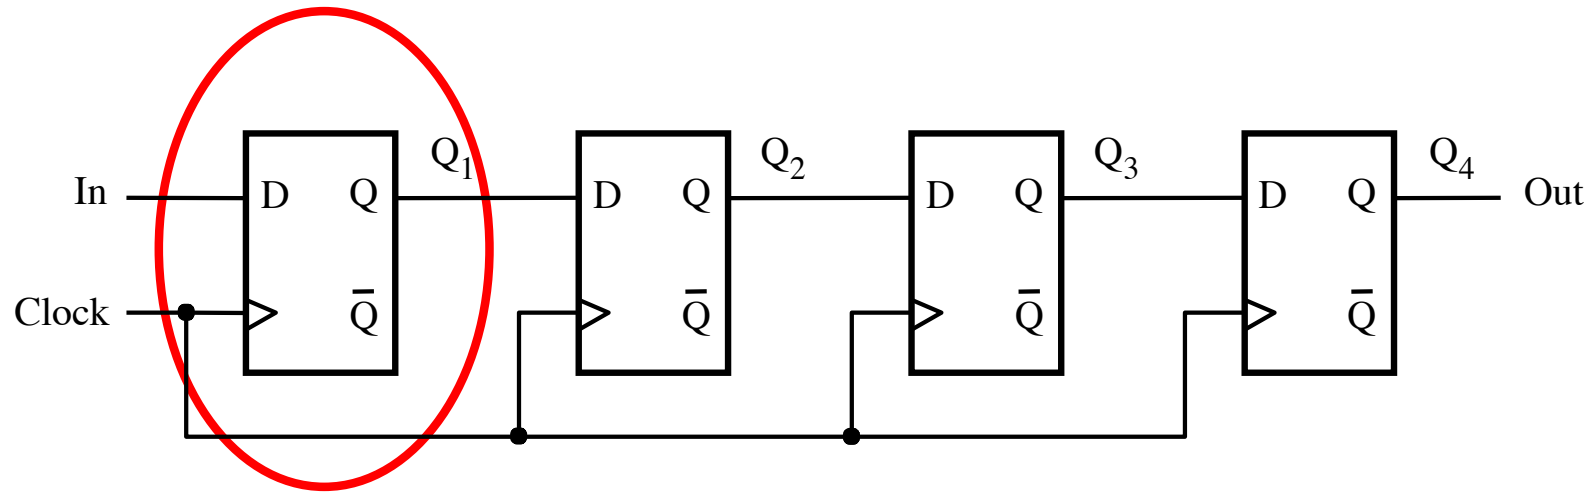 Q₁ Q₂ Q₃ Q₄
In D Q D Q D Q D Q Out
Clock Q̅ Q̅ Q̅ Q̅